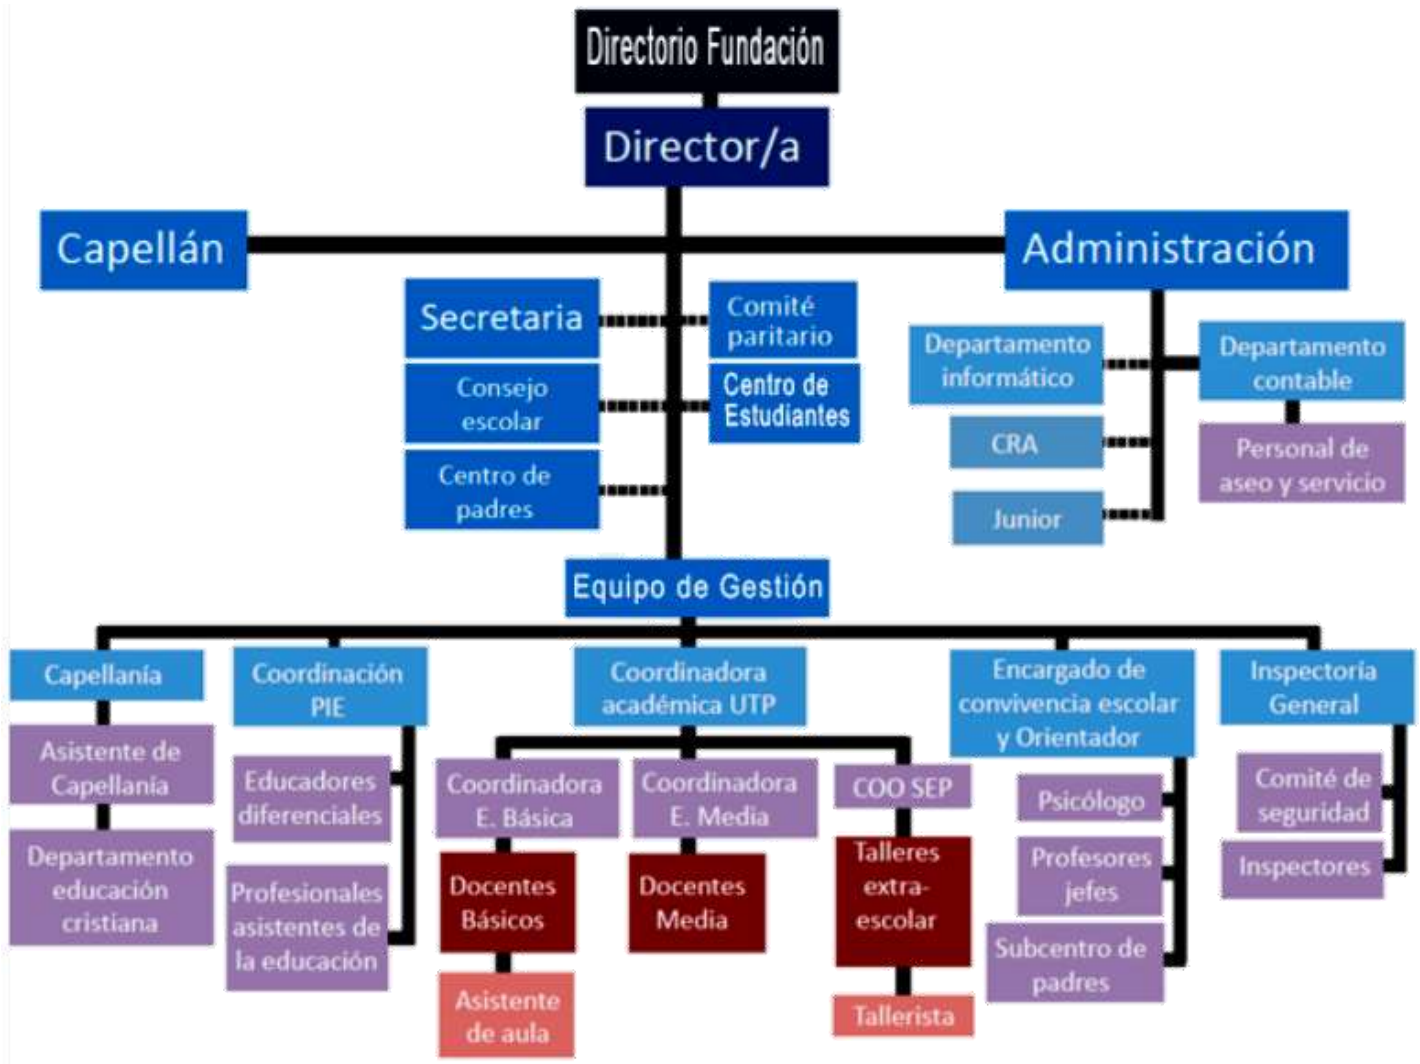 Directorio Fundación
Director/a
Capellán
Administración
Secretaria
Comité
paritario
Consejo
escolar
Centro de
Estudiantes
Centro de
padres
Departamento
informático
Departamento
contable
CRA
Personal de
aseo y servicio
Junior
Equipo de Gestión
Capellanía
Coordinación
PIE
Coordinadora
académica UTP
Encargado de
convivencia escolar
y Orientador
Inspectoría
General
Asistente de
Capellanía
Departamento
educación
cristiana
Educadores
diferenciales
Profesionales
asistentes de
la educación
Coordinadora
E. Básica
Docentes
Básicos
Asistente
de aula
Coordinadora
E. Media
Docentes
Media
COO SEP
Talleres
extra-
escolar
Tallerista
Psicólogo
Profesores
jefes
Subcentro de
padres
Comité de
seguridad
Inspectores